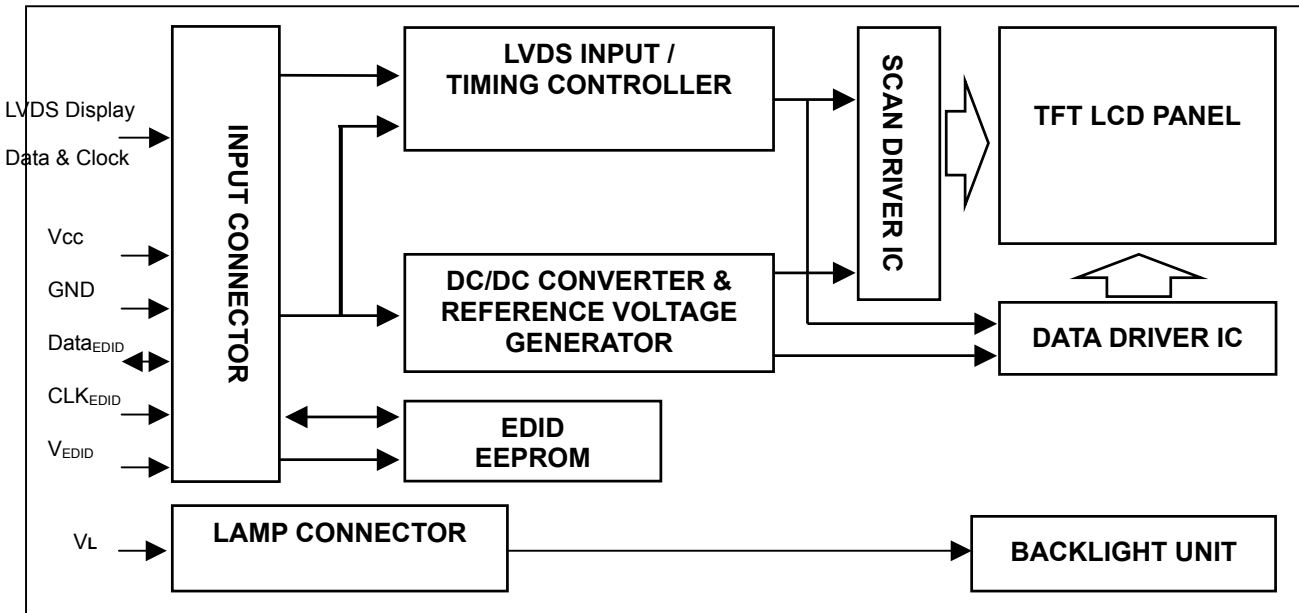 LVDS Display
Data & Clock
Vcc
GND
DataEDID
CLKEDID
VEDID
VL
INPUT CONNECTOR
LVDS INPUT /
TIMING CONTROLLER
DC/DC CONVERTER &
REFERENCE VOLTAGE
GENERATOR
EDID
EEPROM
SCAN DRIVER IC
TFT LCD PANEL
DATA DRIVER IC
LAMP CONNECTOR
BACKLIGHT UNIT